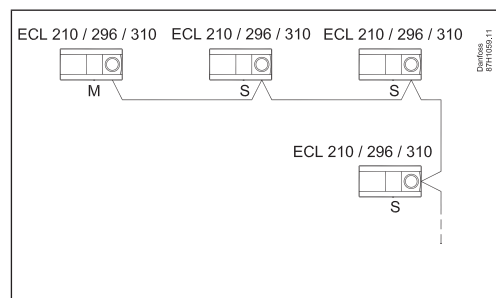 ECL 210 / 296 / 310 ECL 210 / 296 / 310 ECL 210 / 296 / 310
M S S
ECL 210 / 296 / 310
S
Danfoss
87H1059.11